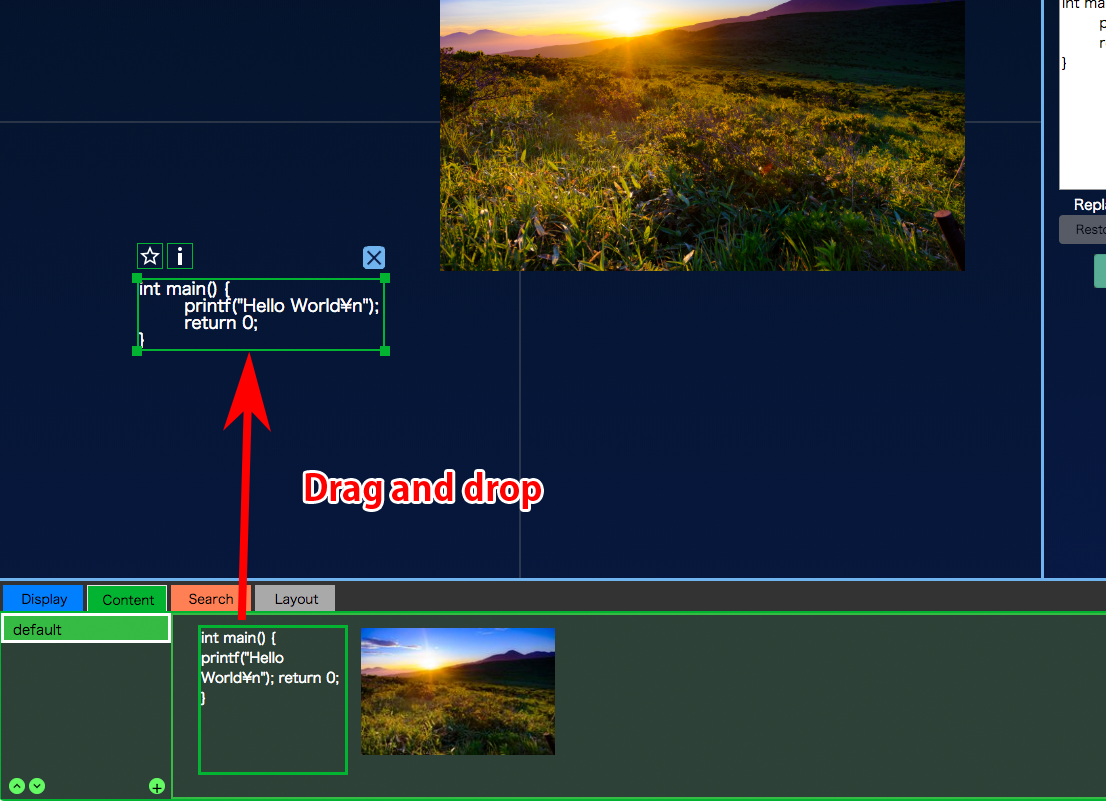 int main() {
p
r
}
Repl
Resto
i
int main() {
printf("Hello World¥n");
return 0;
}
Drag and drop
Display
Content
Search
Layout
default
int main() {
printf("Hello
World¥n"); return 0;
}